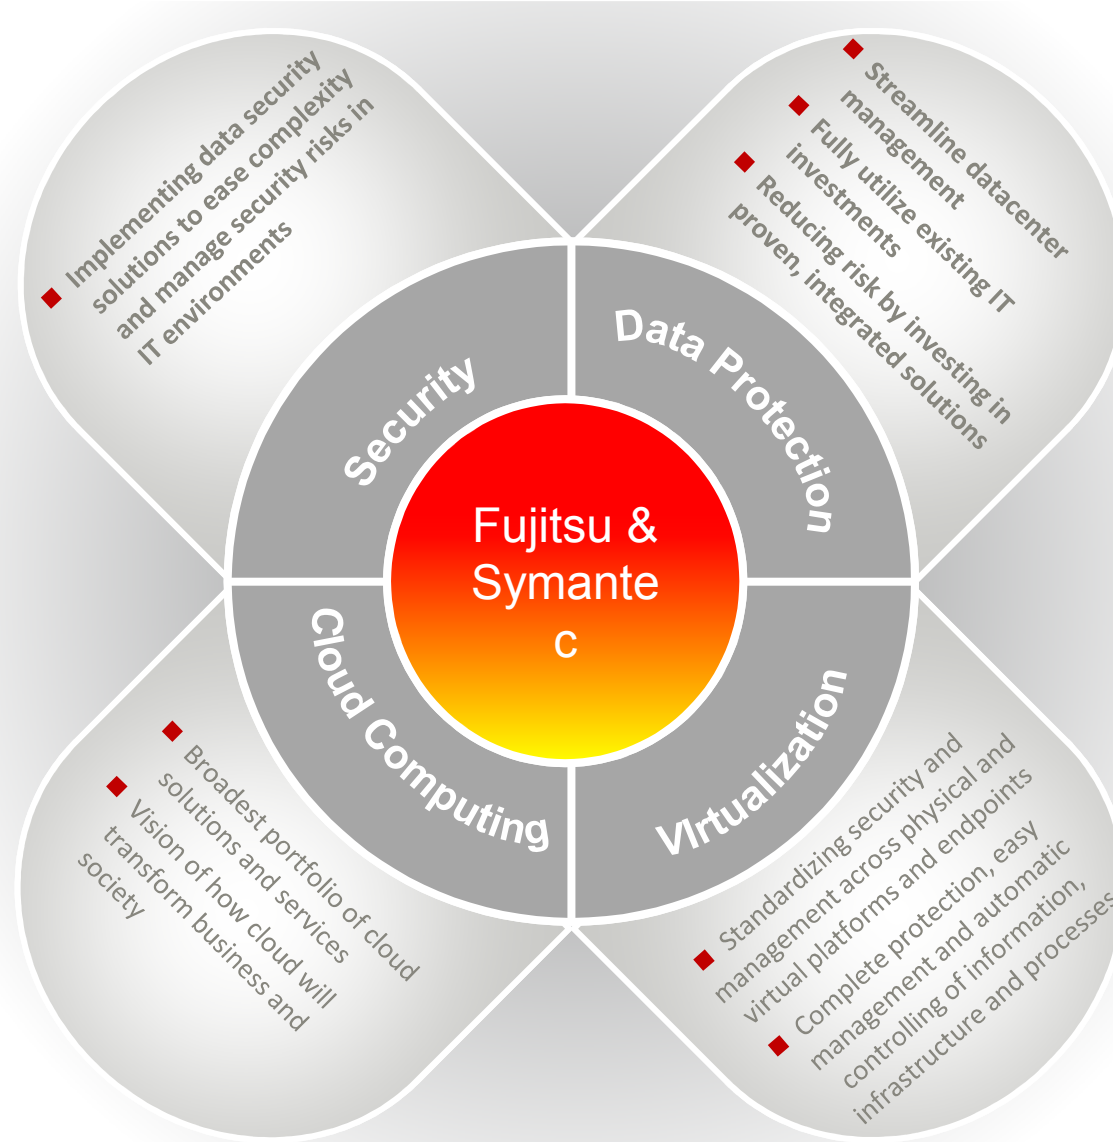 Implementing data security
solutions to ease complexity
and manage security risks in
IT environments
Streamline datacenter
management
Fully utilize existing IT
investments
Reducing risk by investing in
proven, integrated solutions
Security
Data Protection
Fujitsu &
Symante
c
Cloud Computing
VIrtualization
Broadest portfolio of cloud
solutions and services
Vision of how cloud will
transform business and
society
Standardizing security and
management across physical and
virtual platforms and endpoints
Complete protection, easy
management and automatic
controlling of information,
infrastructure and processes